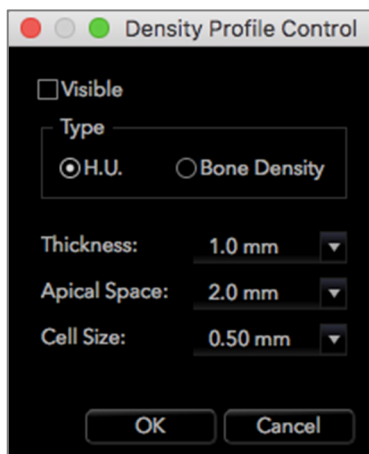 Density Profile Control
Visible
Type
H.U. Bone Density
Thickness: 1.0 mm
Apical Space: 2.0 mm
Cell Size: 0.50 mm
OK Cancel